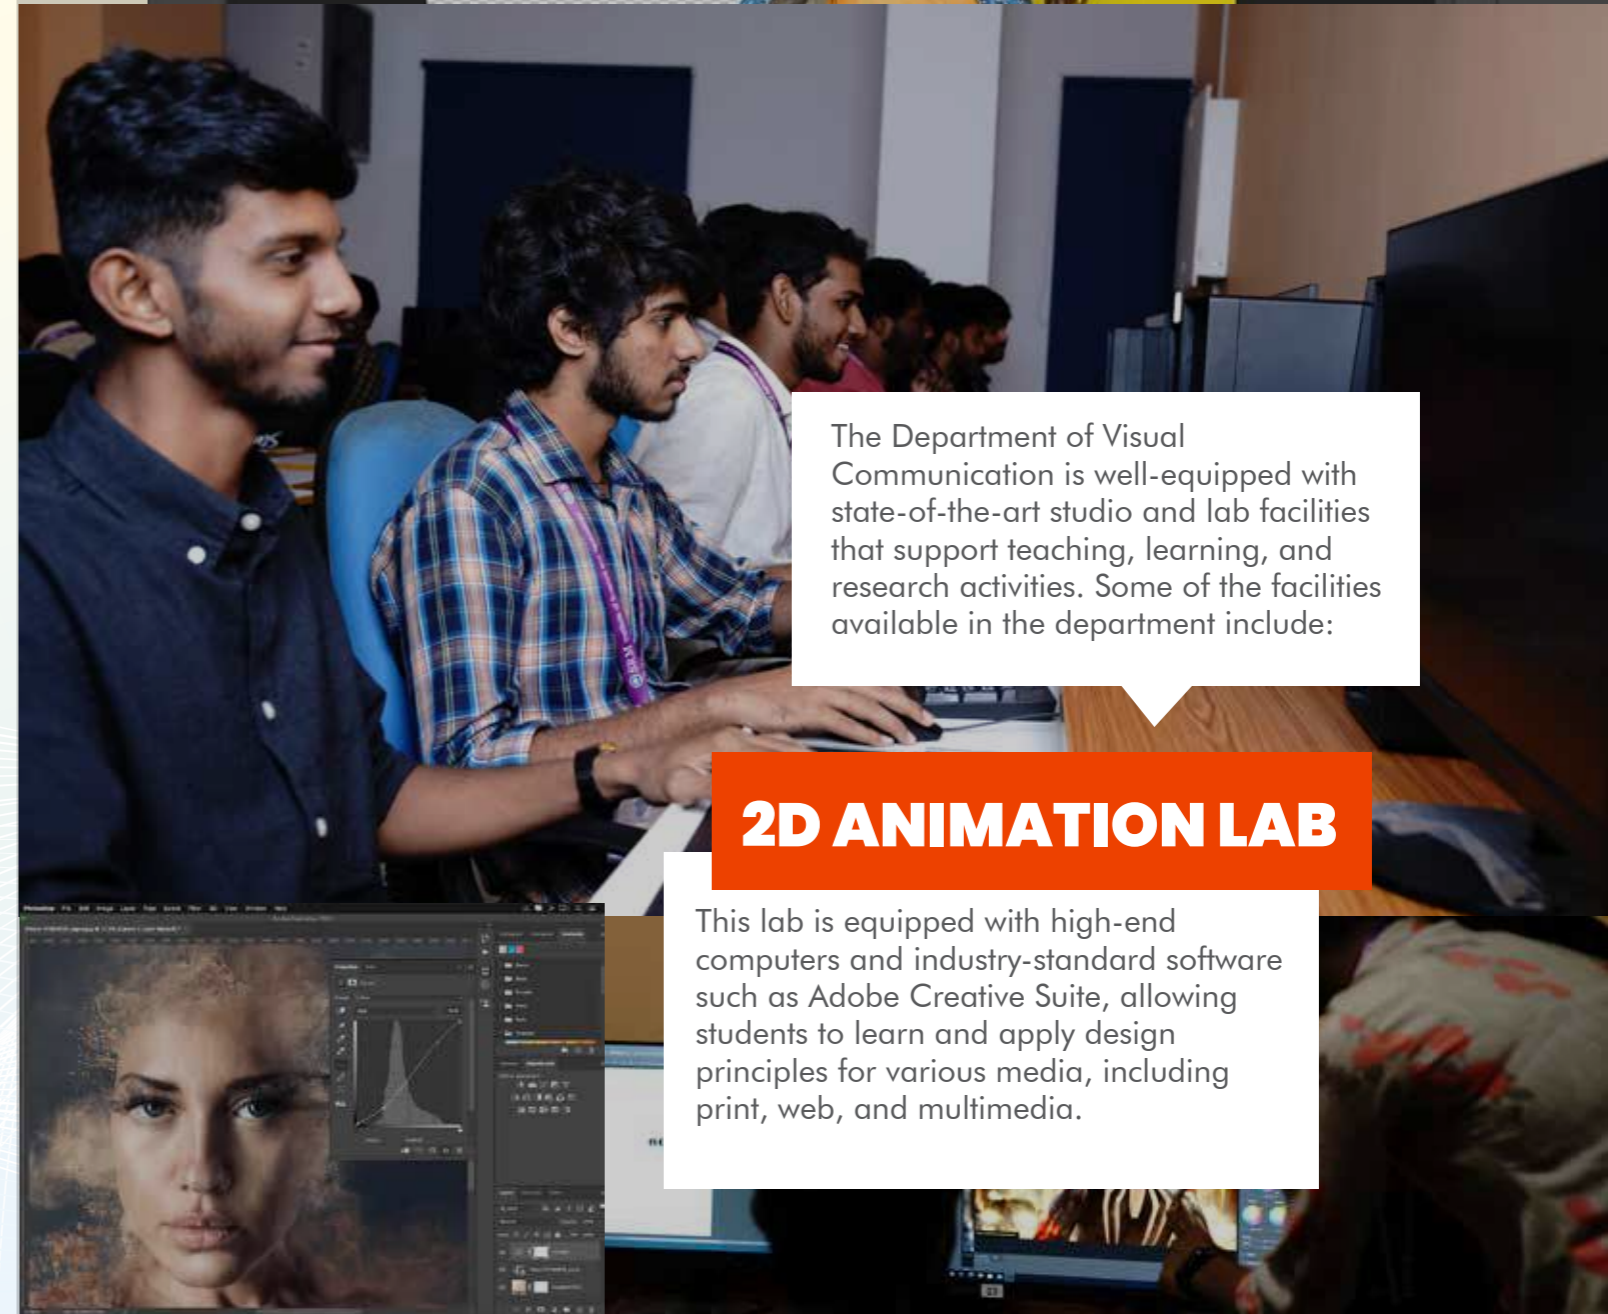 The Department of Visual
Communication is well-equipped with
state-of-the-art studio and lab facilities
that support teaching, learning, and
research activities. Some of the facilities
available in the department include:
2D ANIMATION LAB
This lab is equipped with high-end
computers and industry-standard software
such as Adobe Creative Suite, allowing
students to learn and apply design
principles for various media, including
print, web, and multimedia.
SRM